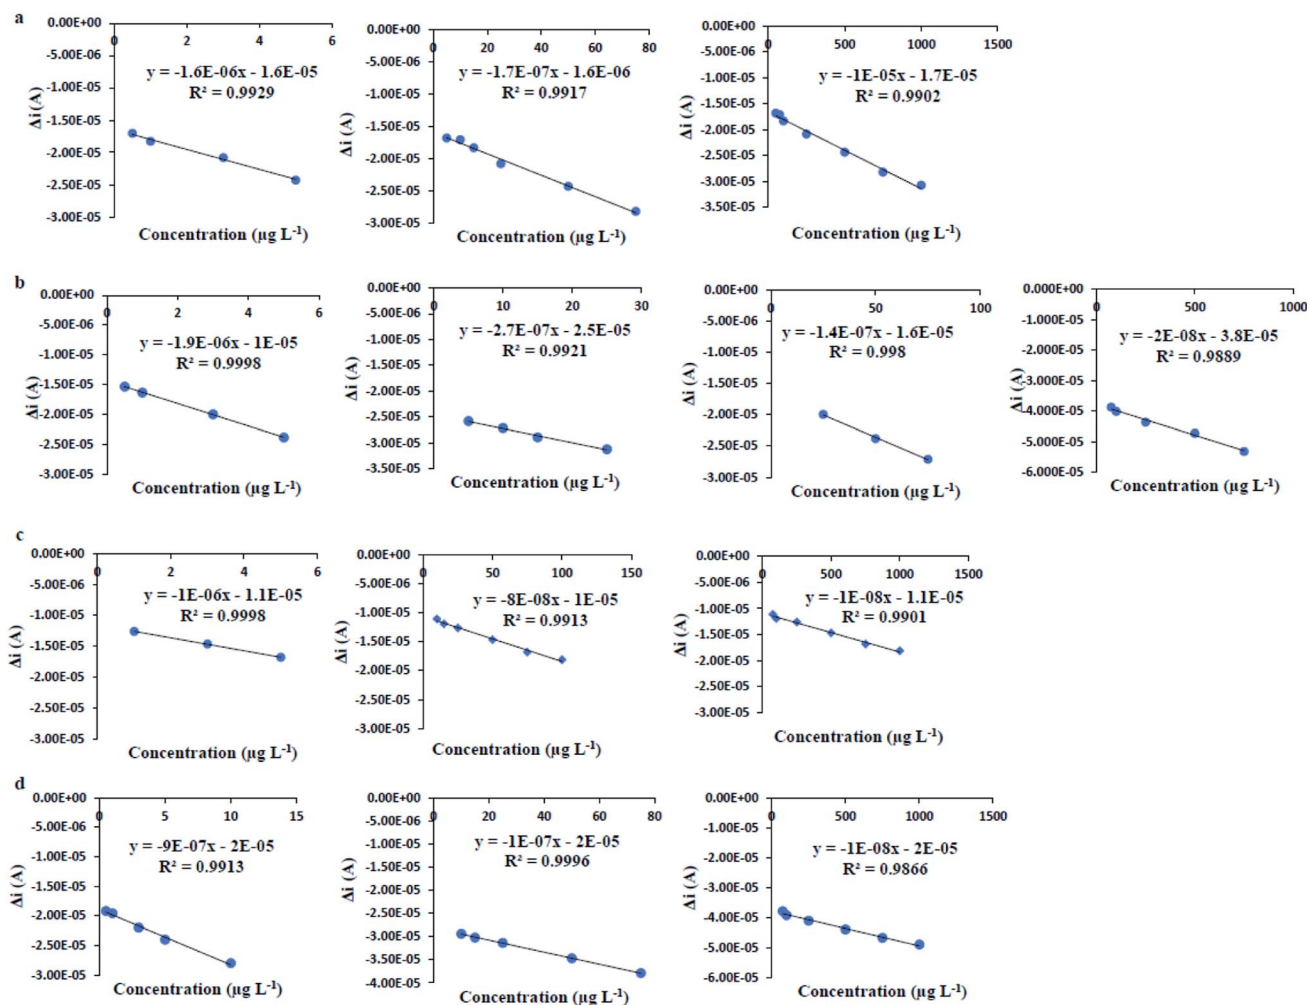 a
0.00E+00
-5.00E-06
-1.00E-05
-1.50E-05
-2.00E-05
-2.50E-05
-3.00E-05
0 2 4 6
y = -1.6E-06x - 1.6E-05
R² = 0.9929
Δi (A)
Concentration (µg L⁻¹)
0.00E+00
-5.00E-06
-1.00E-05
-1.50E-05
-2.00E-05
-2.50E-05
-3.00E-05
0 20 40 60 80
y = -1.7E-07x - 1.6E-06
R² = 0.9917
Δi (A)
Concentration (µg L⁻¹)
0.00E+00
-5.00E-06
-1.00E-05
-1.50E-05
-2.00E-05
-2.50E-05
-3.00E-05
-3.50E-05
0 500 1000 1500
y = -1E-05x - 1.7E-05
R² = 0.9902
Δi (A)
Concentration (µg L⁻¹)
b
0.00E+00
-5.00E-06
-1.00E-05
-1.50E-05
-2.00E-05
-2.50E-05
-3.00E-05
0 2 4 6
y = -1.9E-06x - 1E-05
R² = 0.9998
Δi (A)
Concentration (µg L⁻¹)
0.00E+00
-5.00E-06
-1.00E-05
-1.50E-05
-2.00E-05
-2.50E-05
-3.00E-05
-3.50E-05
0 10 20 30
y = -2.7E-07x - 2.5E-05
R² = 0.9921
Δi (A)
Concentration (µg L⁻¹)
0.00E+00
-5.00E-06
-1.00E-05
-1.50E-05
-2.00E-05
-2.50E-05
-3.00E-05
0 50 100
y = -1.4E-07x - 1.6E-05
R² = 0.998
Δi (A)
Concentration (µg L⁻¹)
0.000E+00
-1.000E-05
-2.000E-05
-3.000E-05
-4.000E-05
-5.000E-05
-6.000E-05
0 500 1000
y = -2E-08x - 3.8E-05
R² = 0.9889
Δi (A)
Concentration (µg L⁻¹)
c
0.00E+00
-5.00E-06
-1.00E-05
-1.50E-05
-2.00E-05
-2.50E-05
-3.00E-05
0 2 4 6
y = -1E-06x - 1.1E-05
R² = 0.9998
Δi (A)
Concentration (µg L⁻¹)
0.00E+00
-5.00E-06
-1.00E-05
-1.50E-05
-2.00E-05
-2.50E-05
-3.00E-05
0 50 100 150
y = -8E-08x - 1E-05
R² = 0.9913
Δi (A)
Concentration (µg L⁻¹)
0.00E+00
-5.00E-06
-1.00E-05
-1.50E-05
-2.00E-05
-2.50E-05
-3.00E-05
0 500 1000 1500
y = -1E-08x - 1.1E-05
R² = 0.9901
Δi (A)
Concentration (µg L⁻¹)
d
0.00E+00
-5.00E-06
-1.00E-05
-1.50E-05
-2.00E-05
-2.50E-05
-3.00E-05
0 5 10 15
y = -9E-07x - 2E-05
R² = 0.9913
Δi (A)
Concentration (µg L⁻¹)
0.00E+00
-5.00E-06
-1.00E-05
-1.50E-05
-2.00E-05
-2.50E-05
-3.00E-05
-3.50E-05
-4.00E-05
0 20 40 60 80
y = -1E-07x - 2E-05
R² = 0.9996
Δi (A)
Concentration (µg L⁻¹)
0.00E+00
-1.00E-05
-2.00E-05
-3.00E-05
-4.00E-05
-5.00E-05
-6.00E-05
0 500 1000 1500
y = -1E-08x - 2E-05
R² = 0.9866
Δi (A)
Concentration (µg L⁻¹)